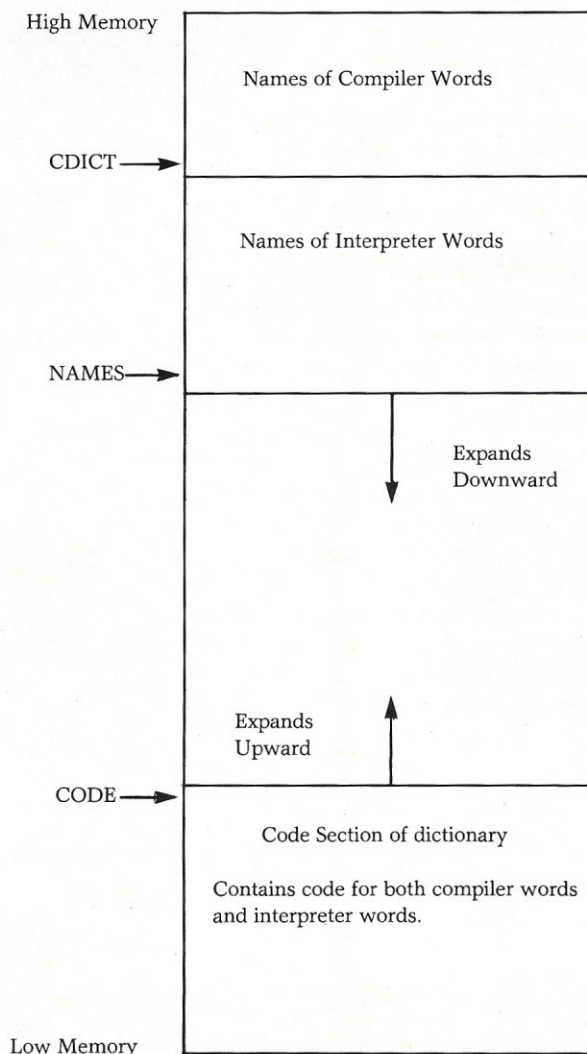 High Memory
Names of Compiler Words
CDICT
Names of Interpreter Words
NAMES
Expands
Downward
Expands
Upward
CODE
Code Section of dictionary
Contains code for both compiler words
and interpreter words.
Low Memory